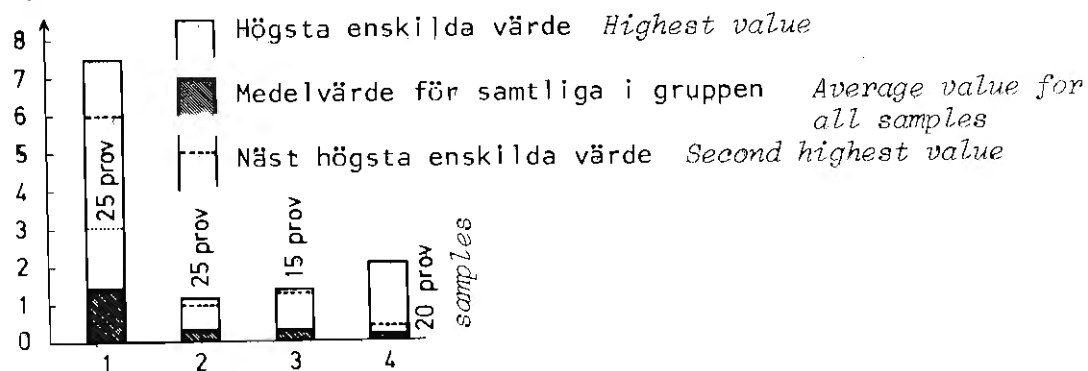 Högsta enskilda värde Highest value
Medelvärde för samtliga i gruppen Average value for
all samples
Näst högsta enskilda värde Second highest value
8
7
6
5
4
3
2
1
0
25 prov
25 prov
15 prov
20 prov
samples
1 2 3 4